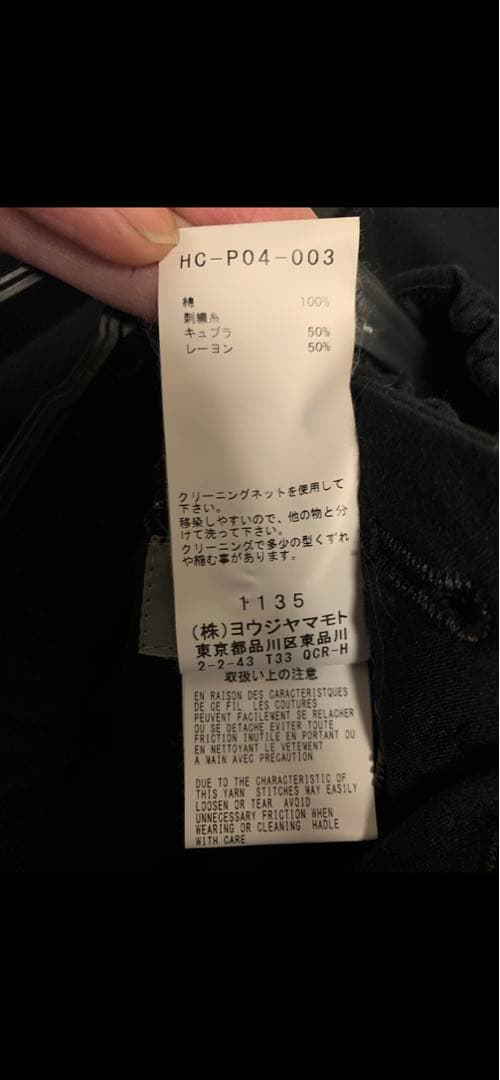 HC-P04-003
綿 100%
刺繍糸
キュプラ 50%
レーヨン 50%
クリーニングネットを使用して
下さい。
移染しやすいので、他の物と分
けて洗って下さい。
クリーニングで多少の型くずれ
や縮む事があります。
1135
(株)ヨウジヤマモト
東京都品川区東品川
2-2-43 T33 QCR-H
取扱い上の注意
EN RAISON DES CARACTERISTQUES
DE CE FIL LES COUTURES
PEUVENT FACILEMENT SE RELACHER
OU SE DETACHE EVITER TOUTE
FRICTION INUTILE EN PORTANT OU
EN NETTOYANT LE VETEMENT
A MAIN AVEC PRECAUTION
DUE TO THE CHARACTERISTIC OF
THIS YARN STITCHES MAY EASILY
LOOSEN OR TEAR AVOID
UNNECESSARY FRICTION WHEN
WEARING OR CLEANING HADLE
WITH CARE